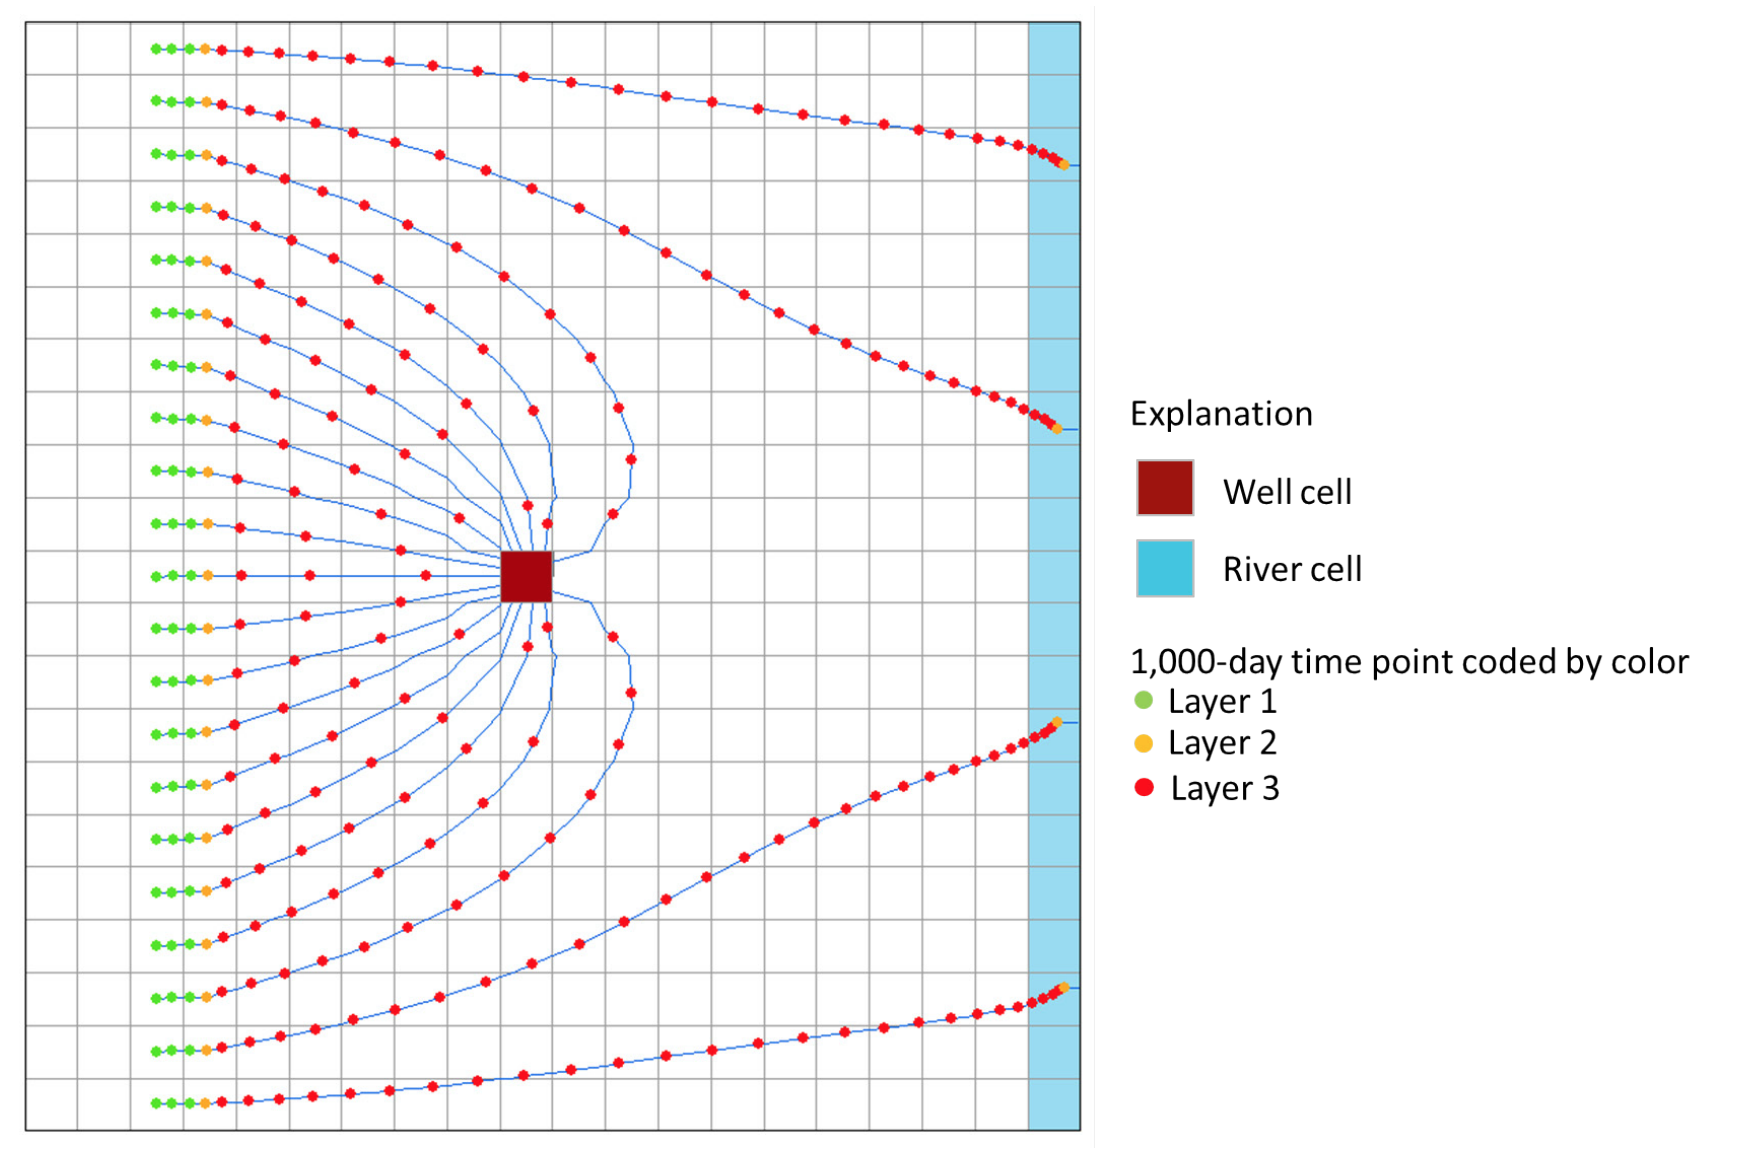 Explanation
Well cell
River cell
1,000-day time point coded by color
Layer 1
Layer 2
Layer 3